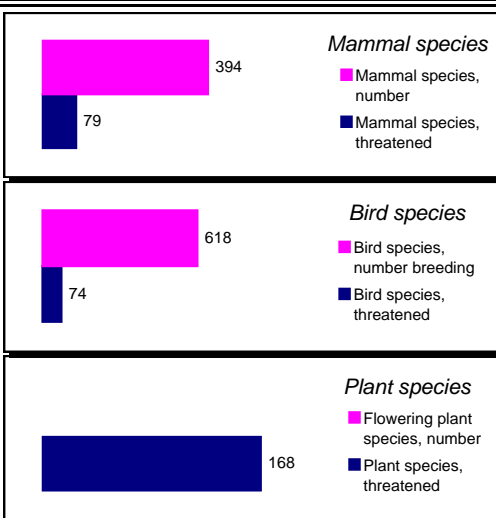 Mammal species
394
Mammal species,
number
79
Mammal species,
threatened
Bird species
618
Bird species,
number breeding
74
Bird species,
threatened
Plant species
Flowering plant
species, number
168
Plant species,
threatened